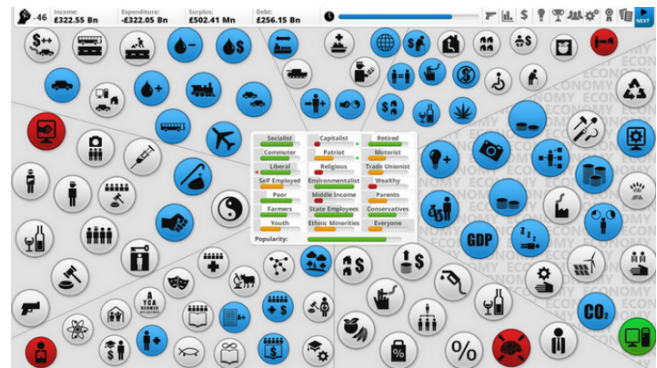 -46
Income:
£322.55 Bn
Expenditure:
-£322.05 Bn
Surplus:
£502.41 Mn
Debt:
£256.15 Bn
NEXT
Socialist
Capitalist
Retired
Commuter
Patriot
Motorist
Liberal
Religious
Trade Unionist
Self Employed
Environmentalist
Wealthy
Poor
Middle Income
Parents
Farmers
State Employees
Conservatives
Youth
Ethnic Minorities
Everyone
Popularity:
ECONOMY
GDP
CO₂
A+
%